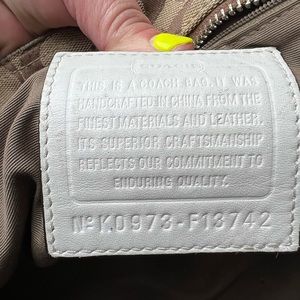 COACH
THIS IS A COACH BAG. IT WAS
HANDCRAFTED IN CHINA FROM THE
FINEST MATERIALS AND LEATHER.
ITS SUPERIOR CRAFTSMANSHIP
REFLECTS OUR COMMITMENT TO
ENDURING QUALITY.
Nº K0973-F13742